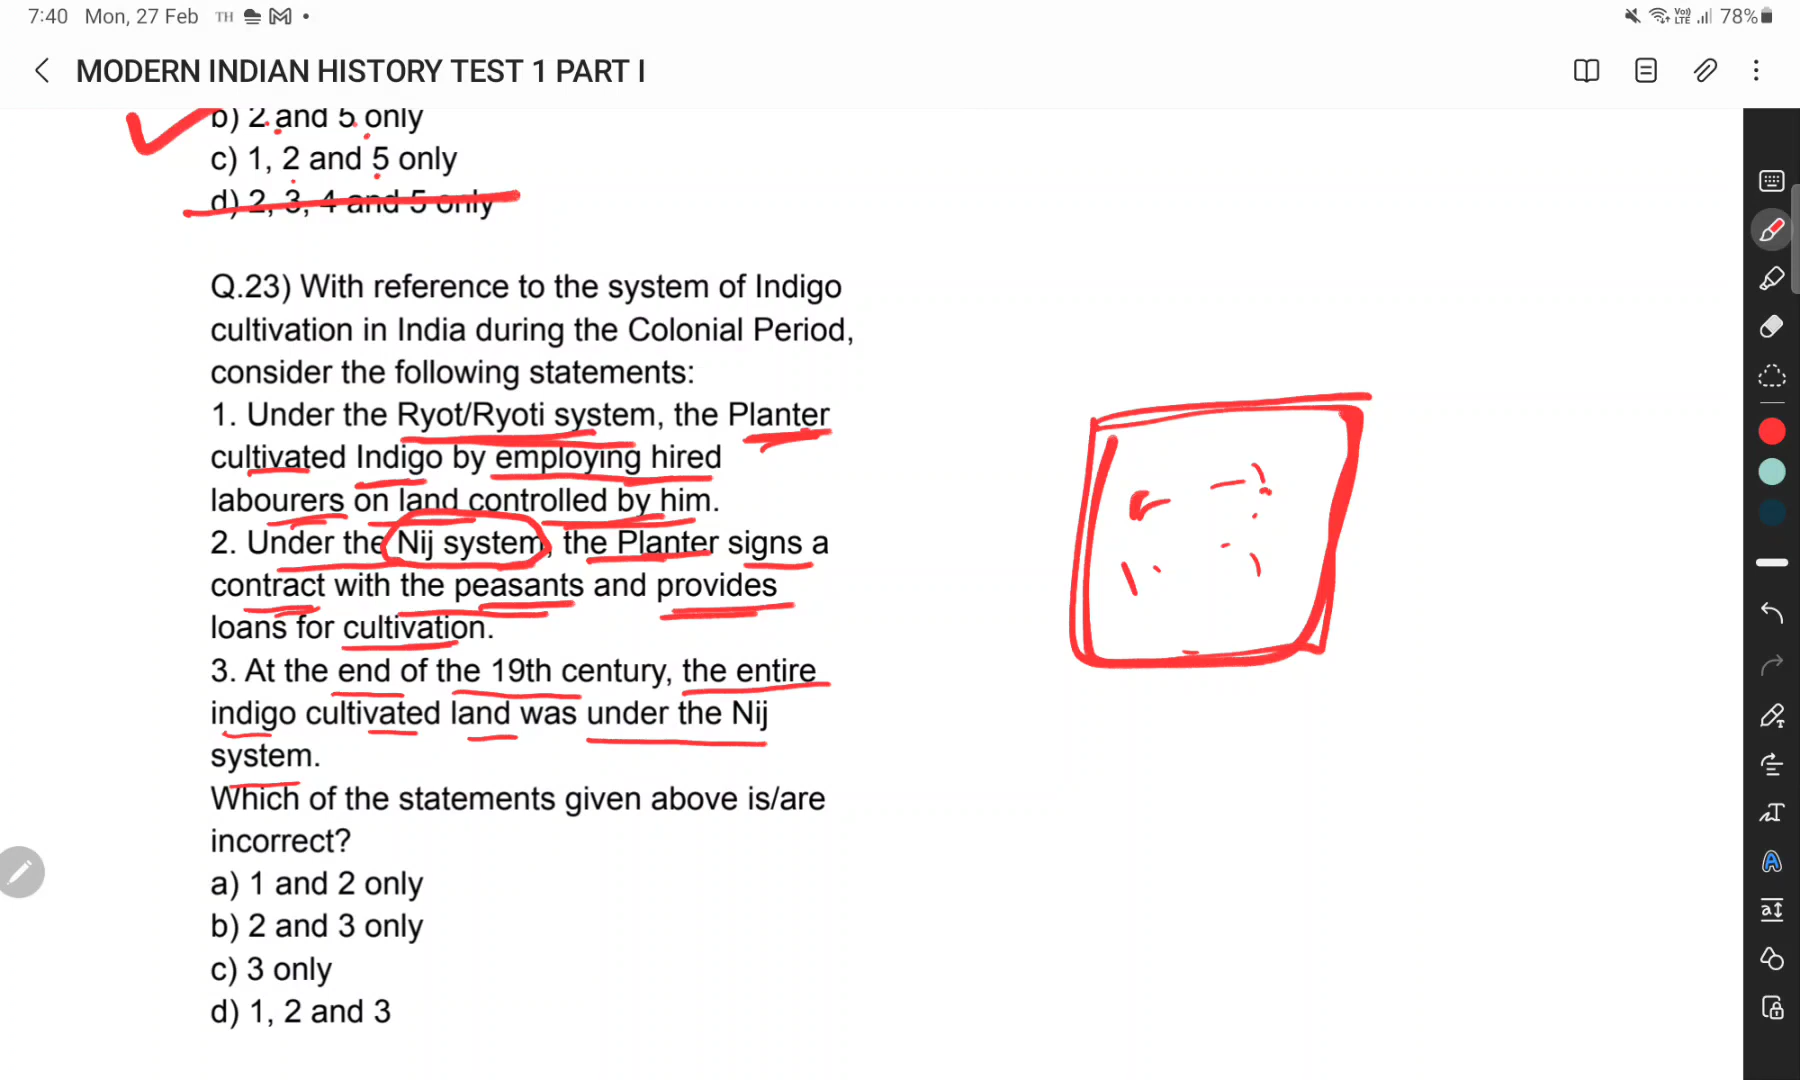 7:40 Mon, 27 Feb TH
Vo))
LTE
78%
MODERN INDIAN HISTORY TEST 1 PART I
b) 2 and 5 only
c) 1, 2 and 5 only
d) 2, 3, 4 and 5 only
Q.23) With reference to the system of Indigo
cultivation in India during the Colonial Period,
consider the following statements:
1. Under the Ryot/Ryoti system, the Planter
cultivated Indigo by employing hired
labourers on land controlled by him.
2. Under the Nij system, the Planter signs a
contract with the peasants and provides
loans for cultivation.
3. At the end of the 19th century, the entire
indigo cultivated land was under the Nij
system.
Which of the statements given above is/are
incorrect?
a) 1 and 2 only
b) 2 and 3 only
c) 3 only
d) 1, 2 and 3